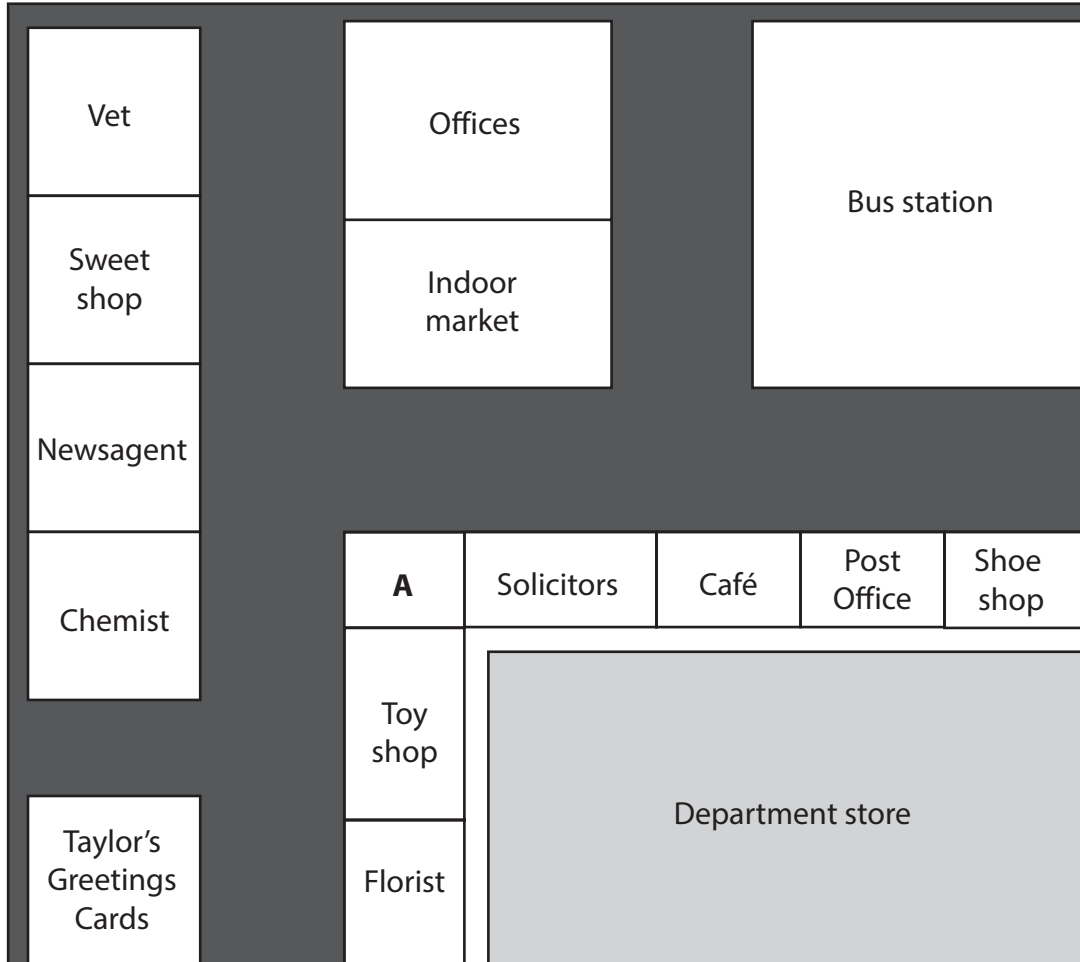 Vet
Offices
Bus station
Sweet
shop
Indoor
market
Newsagent
Chemist
A
Solicitors
Café
Post
Office
Shoe
shop
Toy
shop
Department store
Taylor’s
Greetings
Cards
Florist